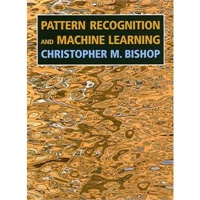 PATTERN RECOGNITION
AND MACHINE LEARNING
CHRISTOPHER M. BISHOP